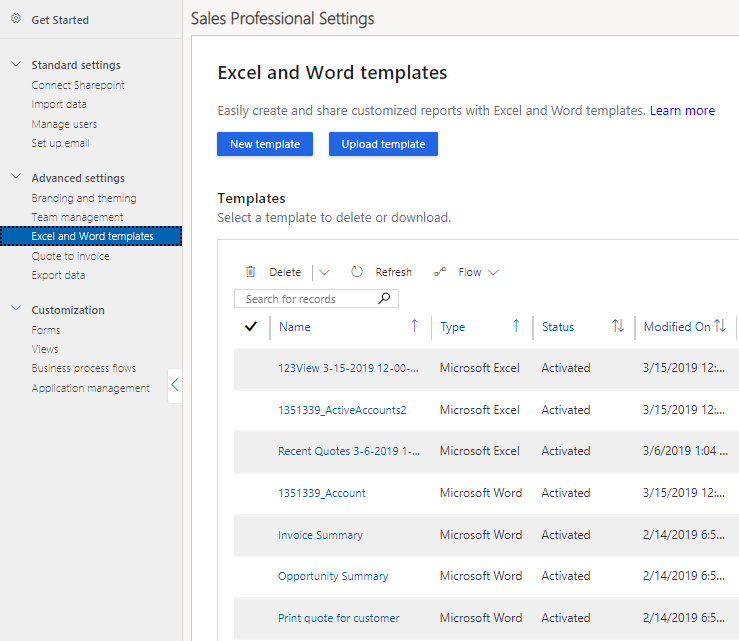 Get Started
Standard settings
Connect Sharepoint
Import data
Manage users
Set up email
Advanced settings
Branding and theming
Team management
Excel and Word templates
Quote to invoice
Export data
Customization
Forms
Views
Business process flows
Application management
Sales Professional Settings
Excel and Word templates
Easily create and share customized reports with Excel and Word templates. Learn more
New template Upload template
Templates
Select a template to delete or download.
Delete Refresh Flow
Search for records
Name Type Status Modified On
123View 3-15-2019 12-00-... Microsoft Excel Activated 3/15/2019 12:...
1351339_ActiveAccounts2 Microsoft Excel Activated 3/15/2019 12:...
Recent Quotes 3-6-2019 1-... Microsoft Excel Activated 3/6/2019 1:04 ...
1351339_Account Microsoft Word Activated 3/15/2019 12:...
Invoice Summary Microsoft Word Activated 2/14/2019 6:5...
Opportunity Summary Microsoft Word Activated 2/14/2019 6:5...
Print quote for customer Microsoft Word Activated 2/14/2019 6:5...